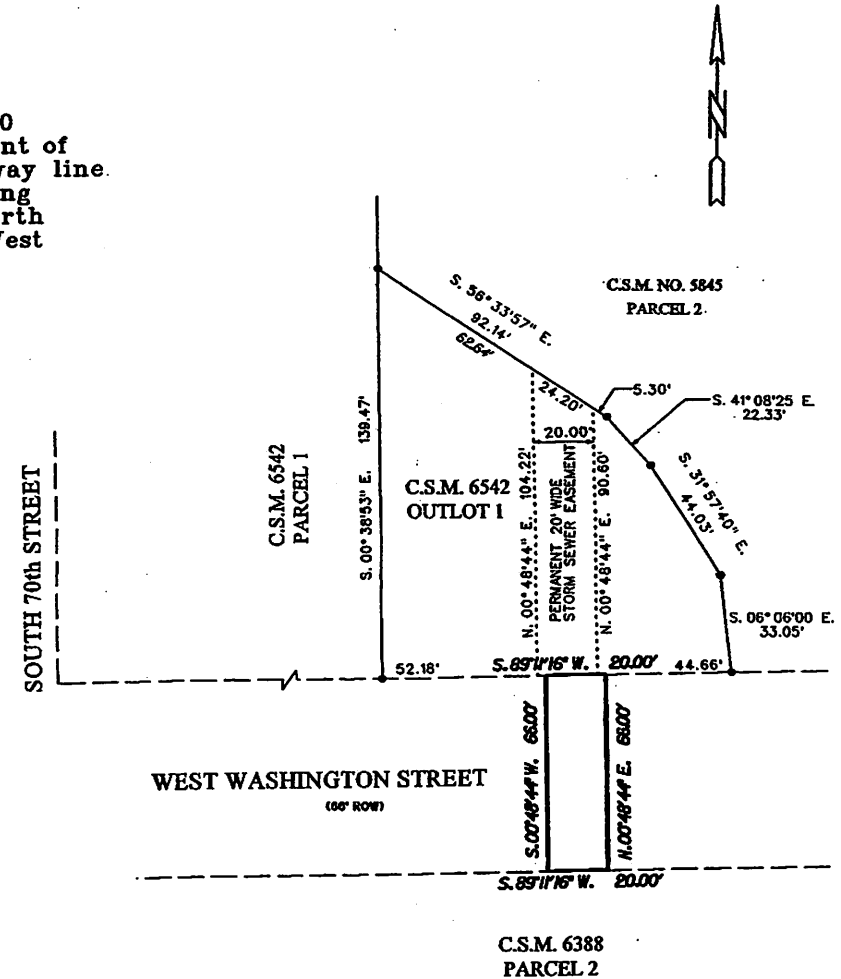 N
0
nt of
way line.
ng
rth
West
C.S.M. NO. 5845
PARCEL 2
S. 56° 33'57" E.
92.14'
62.64'
24.20'
5.30'
S. 41° 08'25 E.
22.33'
S. 31° 57'40" E.
44.03'
S. 06° 06'00 E.
33.05'
20.00'
S. 00° 38'53" E. 139.47'
C.S.M. 6542
PARCEL 1
C.S.M. 6542
OUTLOT 1
N. 00° 48'44" E. 104.22'
PERMANENT 20' WIDE
STORM SEWER EASEMENT
N. 00° 48'44" E. 90.60'
SOUTH 70th STREET
52.18'
S. 89°11'16" W. 20.00'
44.66'
WEST WASHINGTON STREET
(66' ROW)
S.00°48'44" W. 66.00'
N.00°48'44" E. 66.00'
S. 89°11'16" W. 20.00'
C.S.M. 6388
PARCEL 2